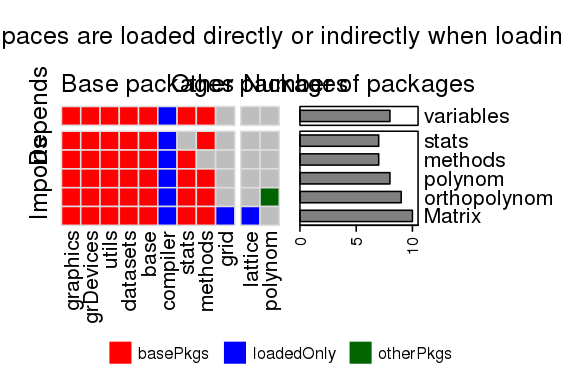 paces are loaded directly or indirectly when loadin
Base packages
Other packages
Number of packages
Depends
Imports
variables
stats
methods
polynom
orthopolynom
Matrix
0
5
10
graphics
grDevices
utils
datasets
base
compiler
stats
methods
grid
lattice
polynom
basePkgs
loadedOnly
otherPkgs